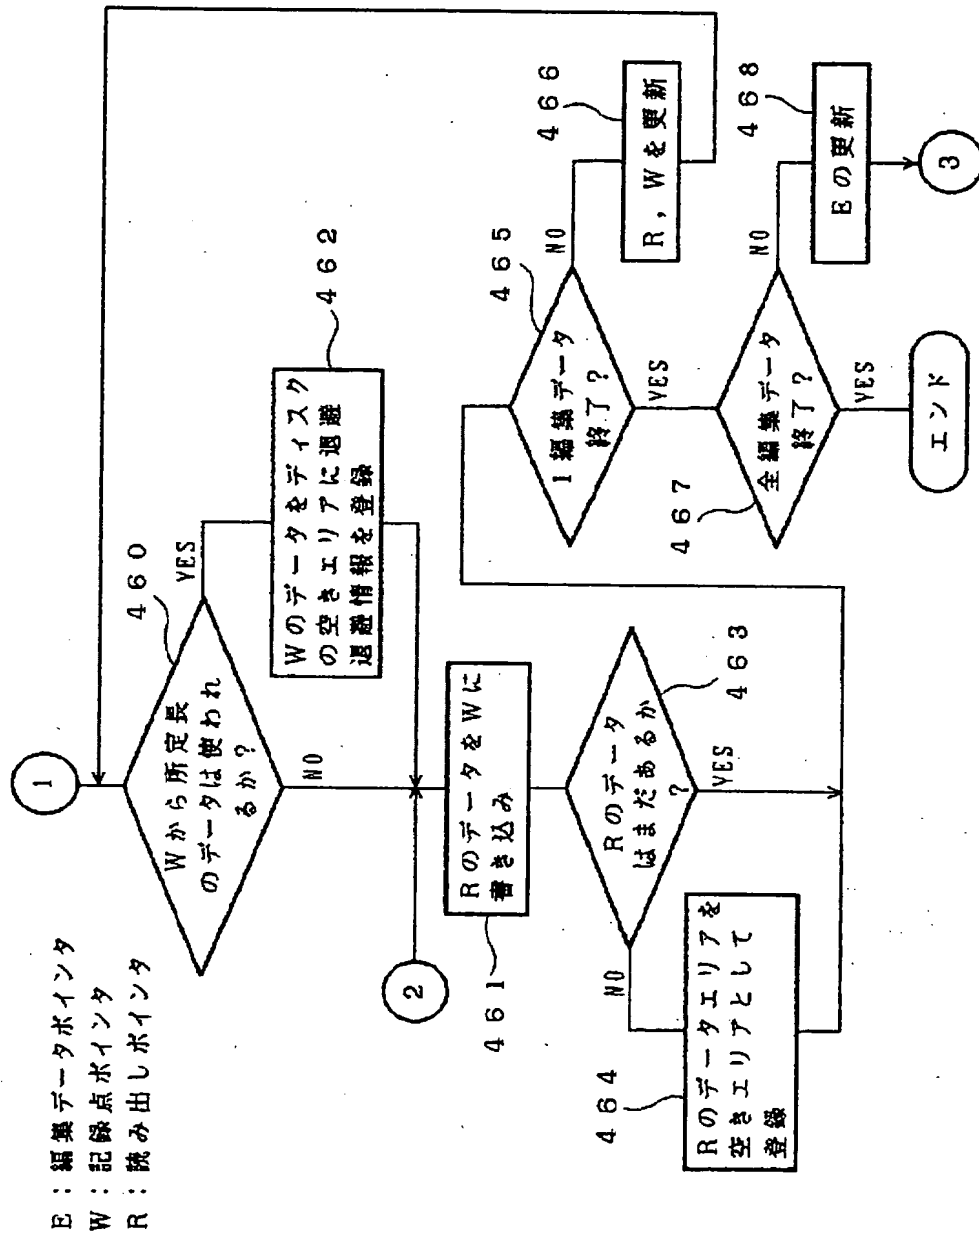 E：編集データポインタ
W：記録点ポインタ
R：読み出しポインタ
1
Wから所定長
のデータは使われ
るか？
460
YES
NO
Wのデータをディスク
の空きエリアに退避
退避情報を登録
462
2
RのデータをWに
書き込み
461
Rのデータ
はまだあるか
？
463
NO
YES
Rのデータエリアを
空きエリアとして
登録
464
1編集データ
終了？
465
NO
YES
R，Wを更新
466
全編集データ
終了？
467
NO
YES
Eの更新
468
3
エンド